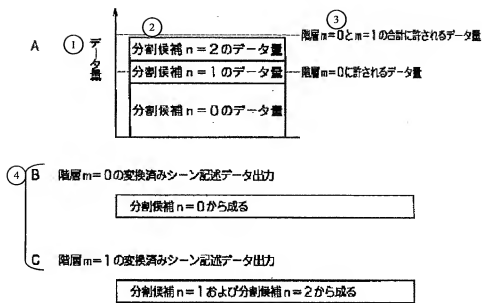 ② ③
階層m=0とm=1の合計に許されるデータ量
A ① データ量
分割候補n=2のデータ量
分割候補n=1のデータ量 階層m=0に許されるデータ量
分割候補n=0のデータ量
④ B 階層m=0の変換済みシーン記述データ出力
分割候補n=0から成る
C 階層m=1の変換済みシーン記述データ出力
分割候補n=1および分割候補n=2から成る